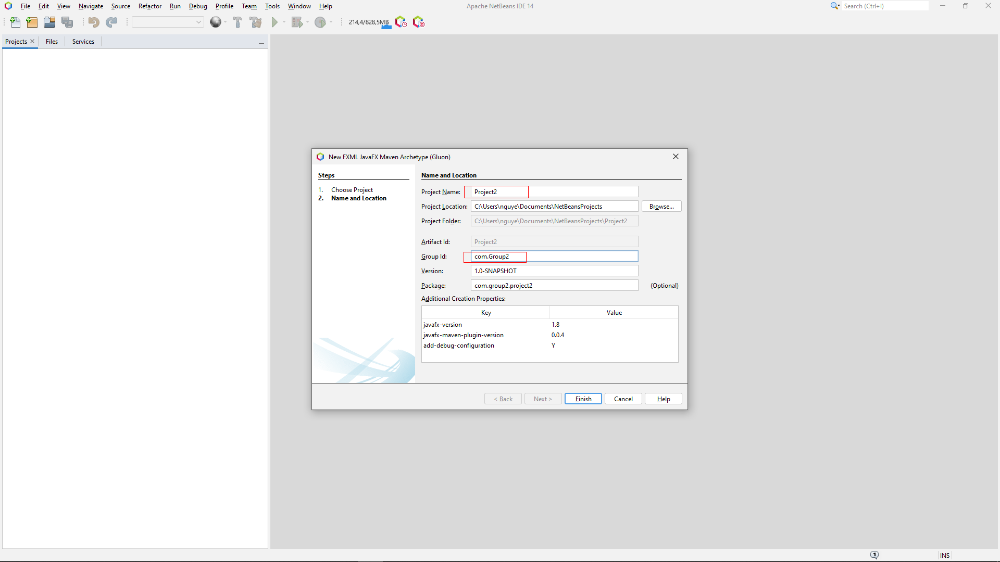 File Edit View Navigate Source Refactor Run Debug Profile Team Tools Window Help
Apache NetBeans IDE 14
Search (Ctrl+I)
214,4/828,5MB
Projects Files Services
New FXML JavaFX Maven Archetype (Gluon)
Steps
1. Choose Project
2. Name and Location
Name and Location
Project Name: Project2
Project Location: C:\Users\nguye\Documents\NetBeansProjects Browse...
Project Folder: C:\Users\nguye\Documents\NetBeansProjects\Project2
Artifact Id: Project2
Group Id: com.Group2
Version: 1.0-SNAPSHOT
Package: com.group2.project2 (Optional)
Additional Creation Properties:
Key Value
javafx-version 1.8
javafx-maven-plugin-version 0.0.4
add-debug-configuration Y
< Back Next > Finish Cancel Help
1 INS